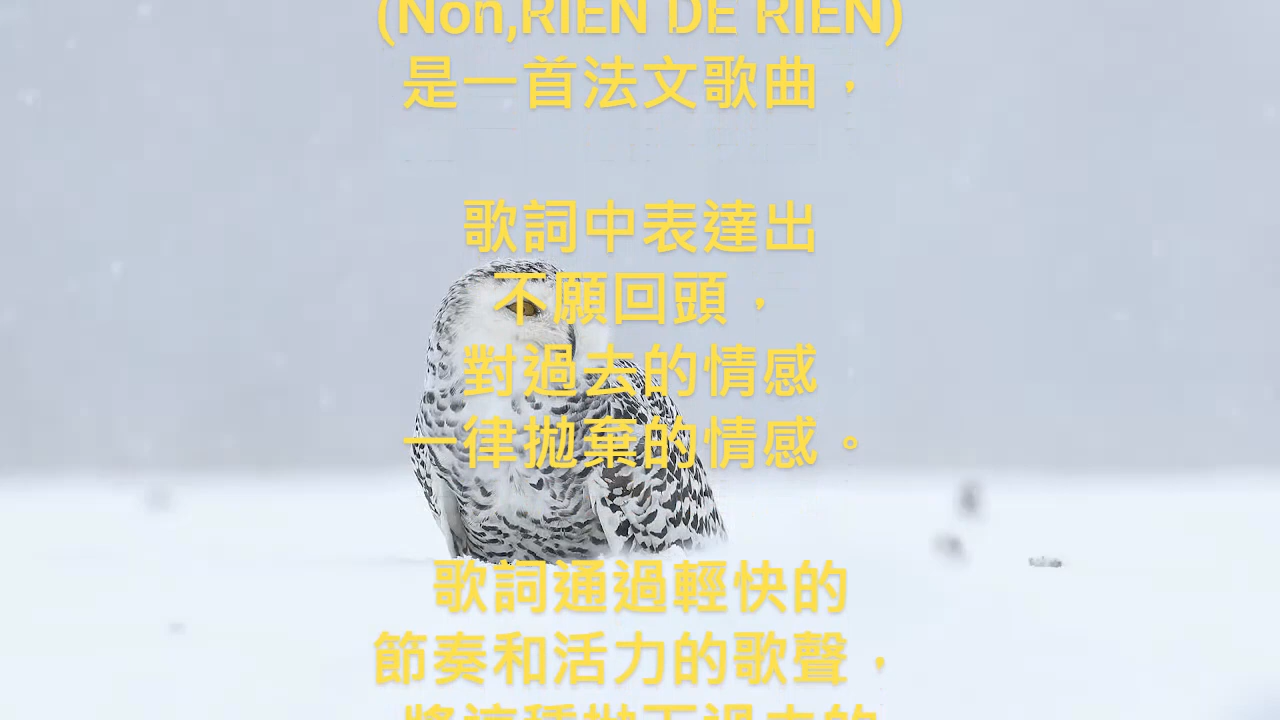 (Non,RIEN DE RIEN)
是一首法文歌曲，
歌詞中表達出
不願回頭，
對過去的情感
一律拋棄的情感。
歌詞通過輕快的
節奏和活力的歌聲，